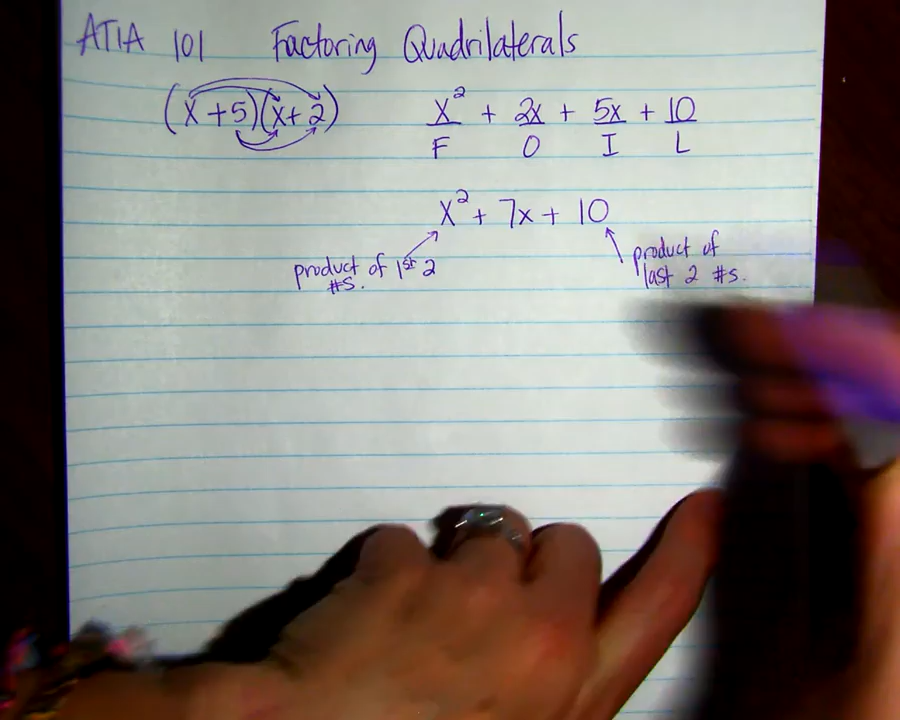 ATIA 101 Factoring Quadrilaterals
(x+5)(x+2) x² + 2x + 5x + 10
F O I L
x² + 7x + 10
product of 1st 2
#s.
product of
last 2 #s.